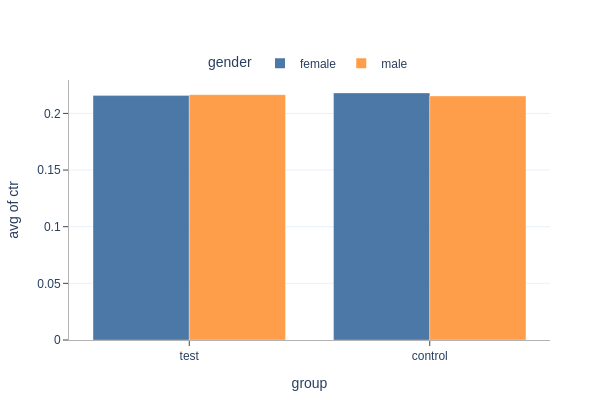 gender female male
0.2
0.15
0.1
0.05
0
avg of ctr
test control
group